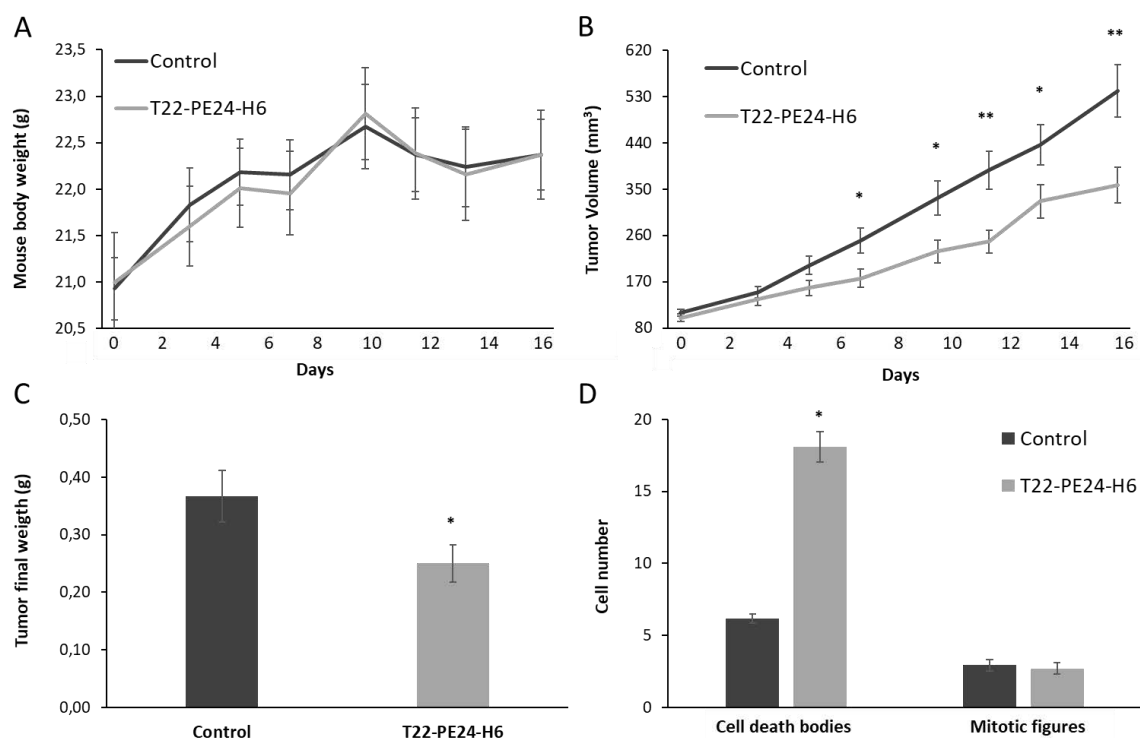 A
Mouse body weight (g)
23,5
23,0
22,5
22,0
21,5
21,0
20,5
Control
T22-PE24-H6
0 2 4 6 8 10 12 14 16
Days
B
Tumor Volume (mm³)
620
530
440
350
260
170
80
Control
T22-PE24-H6
*
*
**
*
**
0 2 4 6 8 10 12 14 16
Days
C
Tumor final weigth (g)
0,50
0,40
0,30
0,20
0,10
0,00
*
Control T22-PE24-H6
D
Cell number
20
15
10
5
0
*
Control
T22-PE24-H6
Cell death bodies Mitotic figures